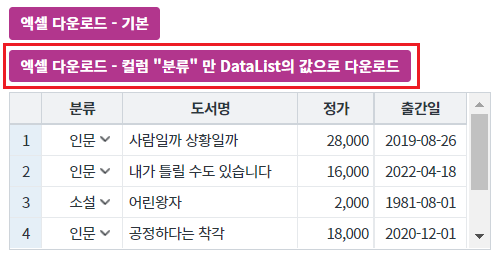 엑셀 다운로드 - 기본
엑셀 다운로드 - 컬럼 "분류" 만 DataList의 값으로 다운로드
분류 도서명 정가 출간일
1 인문 사람일까 상황일까 28,000 2019-08-26
2 인문 내가 틀릴 수도 있습니다 16,000 2022-04-18
3 소설 어린왕자 2,000 1981-08-01
4 인문 공정하다는 착각 18,000 2020-12-01